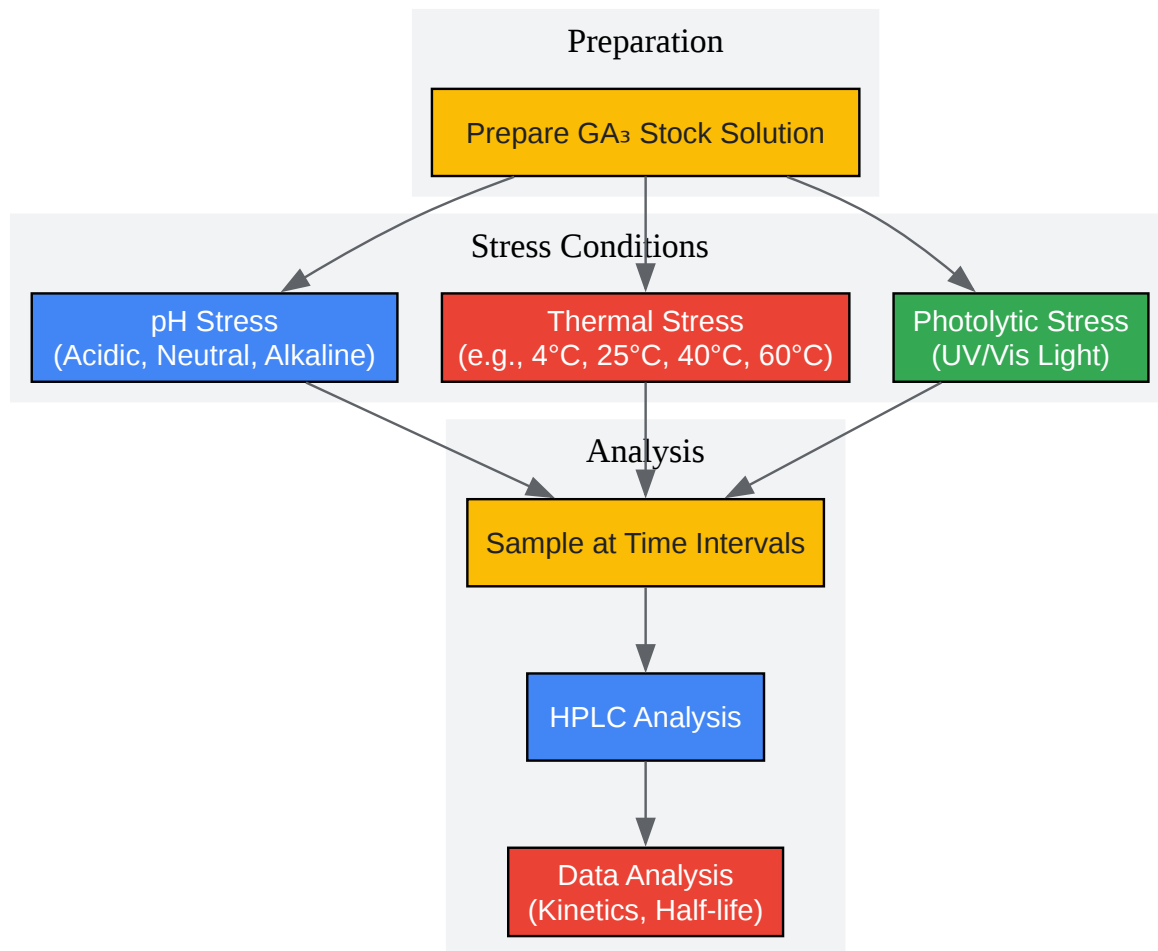 Preparation
Prepare GA₃ Stock Solution
Stress Conditions
pH Stress
(Acidic, Neutral, Alkaline)
Thermal Stress
(e.g., 4°C, 25°C, 40°C, 60°C)
Photolytic Stress
(UV/Vis Light)
Analysis
Sample at Time Intervals
HPLC Analysis
Data Analysis
(Kinetics, Half-life)